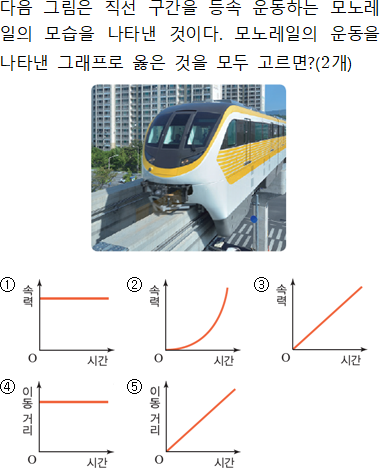 다음 그림은 직선 구간을 등속 운동하는 모노레
일의 모습을 나타낸 것이다. 모노레일의 운동을
나타낸 그래프로 옳은 것을 모두 고르면?(2개)
① 속력 O 시간
② 속력 O 시간
③ 속력 O 시간
④ 이동 거리 O 시간
⑤ 이동 거리 O 시간